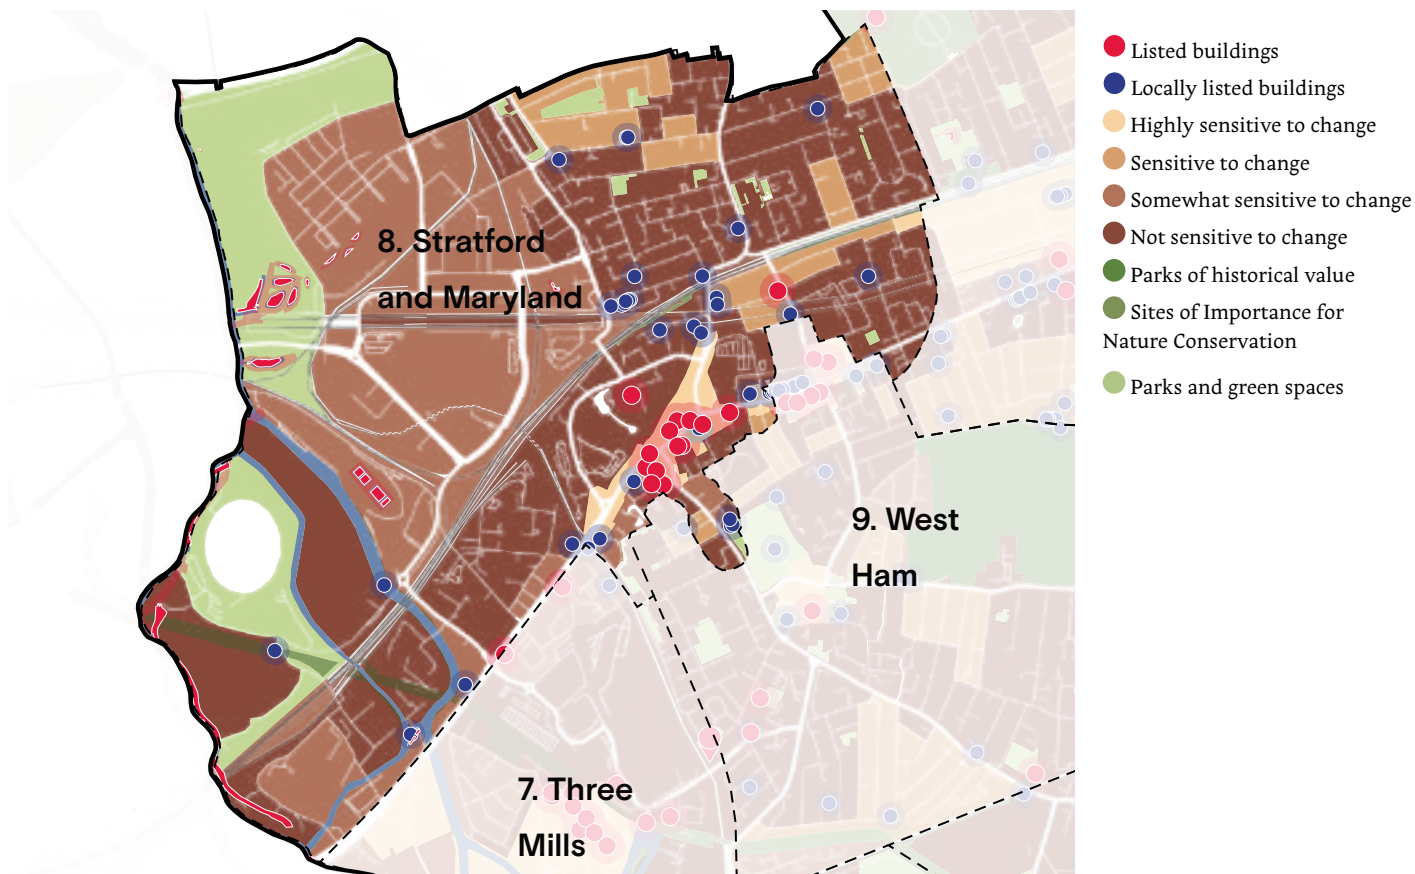 8. Stratford
and Maryland
9. West
Ham
7. Three
Mills
Listed buildings
Locally listed buildings
Highly sensitive to change
Sensitive to change
Somewhat sensitive to change
Not sensitive to change
Parks of historical value
Sites of Importance for
Nature Conservation
Parks and green spaces